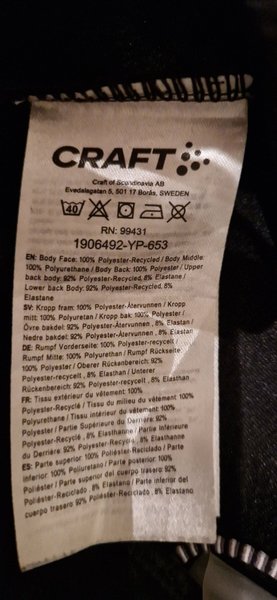 CRAFT
Craft of Scandinavia AB
Evedalsgatan 5, 501 17 Borås, SWEDEN
40
RN: 99431
1906492-YP-653
EN: Body Face: 100% Polyester-Recycled / Body Middle:
100% Polyurethane / Body Back: 100% Polyester / Upper
back Body: 92% Polyester-Recycled, 8% Elastane /
Lower back Body: 92% Polyester-Recycled, 8%
Elastane
SV: Kropp fram: 100% Polyester-Återvunnen / Kropp
mitt: 100% Polyuretan / Kropp bak: 100% Polyester /
Övre bakdel: 92% Polyester-Återvunnen , 8% Elastan /
Nedre bakdel: 92% Polyester-Återvunnen , 8% Elastan
DE: Rumpf Vorderseite: 100% Polyester-recycelt /
Rumpf Mitte: 100% Polyurethan / Rumpf Rückseite:
100% Polyester / Oberer Rückenbereich: 92%
Polyester-recycelt , 8% Elasthan / Unterer
Rückenbereich: 92% Polyester-recycelt , 8% Elasthan
FR: Tissu extérieur du vêtement: 100%
Polyester-Recyclé / Tissu du milieu du vêtement: 100%
Polyuréthane / Tissu intérieur du vêtement: 100%
Polyester / Partie Supérieure du Derrière: 92%
Polyester-Recyclé , 8% Elasthanne / Partie Inférieure
du Derrière: 92% Polyester-Recyclé , 8% Elasthanne
ES: Parte superior: 100% Poliéster-Reciclado / Parte
inferior: 100% Poliuretano / Parte posterior: 100%
Poliéster / Parte superior del cuerpo trasero: 92%
Poliéster-Reciclado , 8% Elastano / Parte inferior del
cuerpo trasero: 92% Poliéster-Reciclado , 8% Elastano